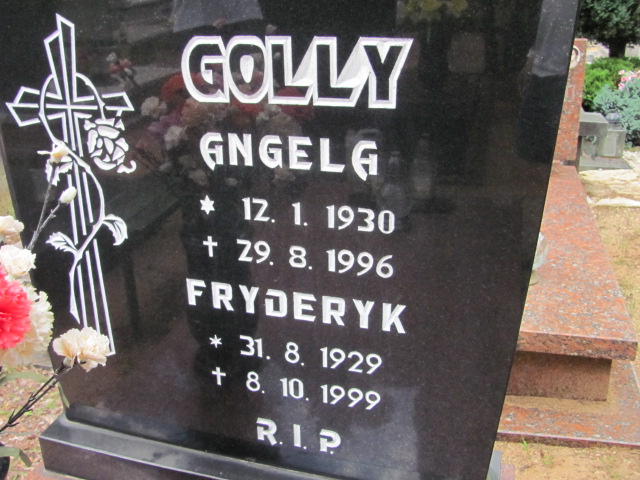 GOLLY
ANGELA
* 12. 1. 1930
† 29. 8. 1996
FRYDERYK
* 31. 8. 1929
† 8. 10. 1999
R. I. P.